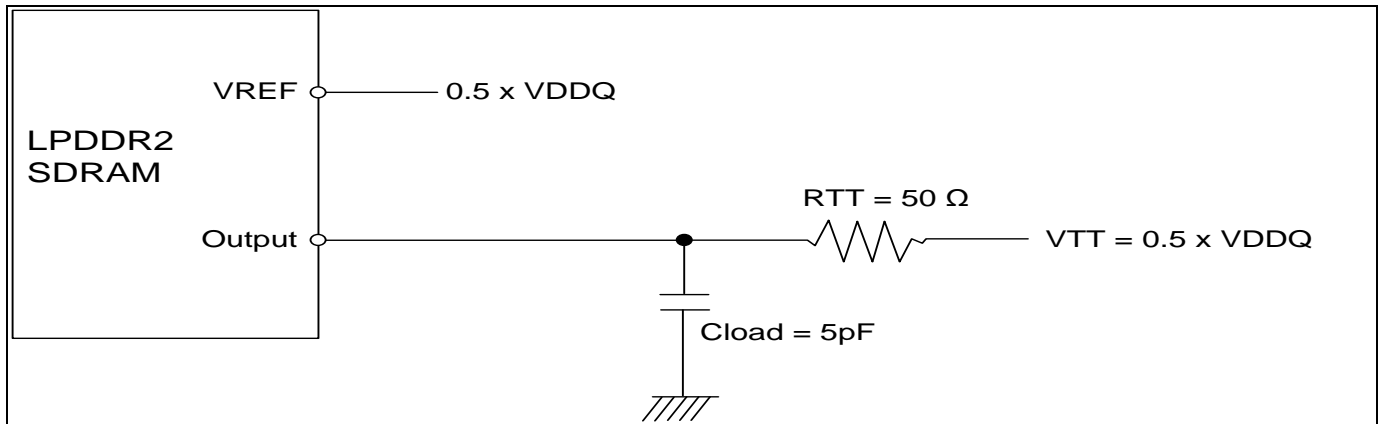 VREF
0.5 x VDDQ
LPDDR2
SDRAM
RTT = 50 Ω
Output
VTT = 0.5 x VDDQ
Cload = 5pF